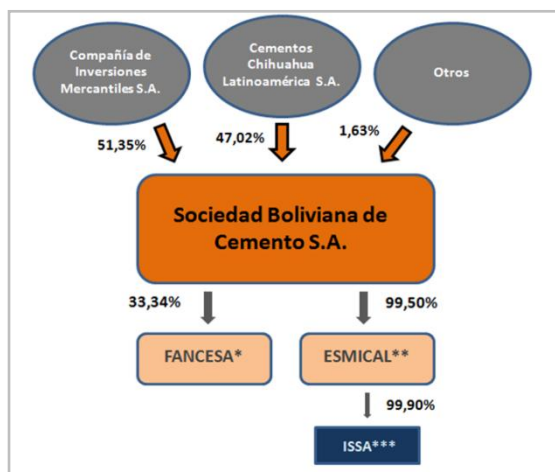 Compañía de
Inversiones
Mercantiles S.A.
Cementos
Chihuahua
Latinoamérica S.A.
Otros
51,35%
47,02%
1,63%
Sociedad Boliviana de
Cemento S.A.
33,34%
99,50%
FANCESA*
ESMICAL**
99,90%
ISSA***